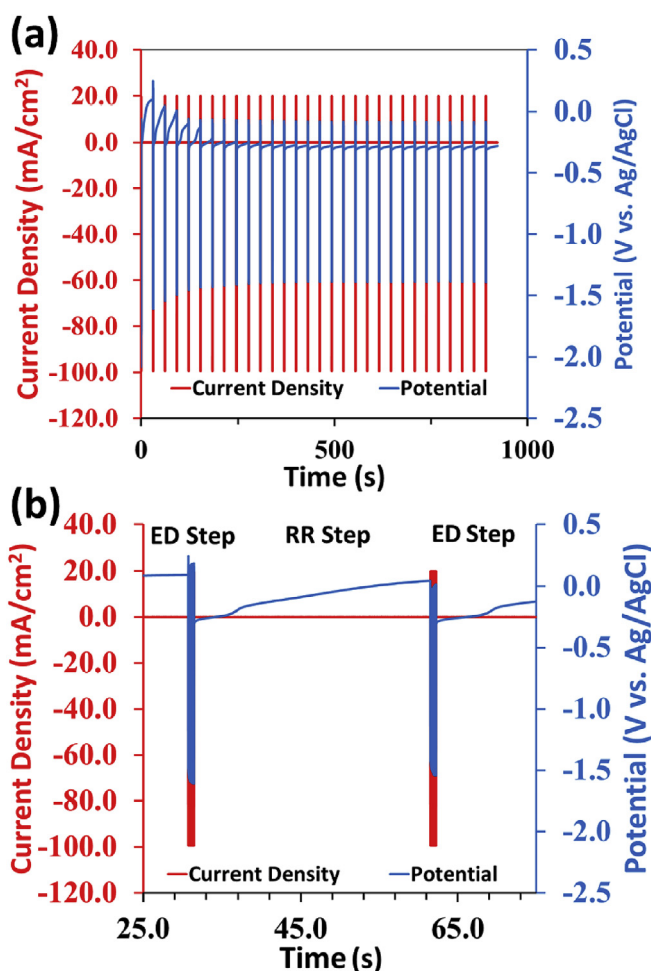 (a)
40.0
20.0
0.0
-20.0
-40.0
-60.0
-80.0
-100.0
-120.0
Current Density (mA/cm²)
0.5
0.0
-0.5
-1.0
-1.5
-2.0
-2.5
Potential (V vs. Ag/AgCl)
Current Density Potential
0 500 1000
Time (s)
(b)
40.0
20.0
0.0
-20.0
-40.0
-60.0
-80.0
-100.0
-120.0
Current Density (mA/cm²)
ED Step RR Step ED Step
0.5
0.0
-0.5
-1.0
-1.5
-2.0
-2.5
Potential (V vs. Ag/AgCl)
Current Density Potential
25.0 45.0 65.0
Time (s)